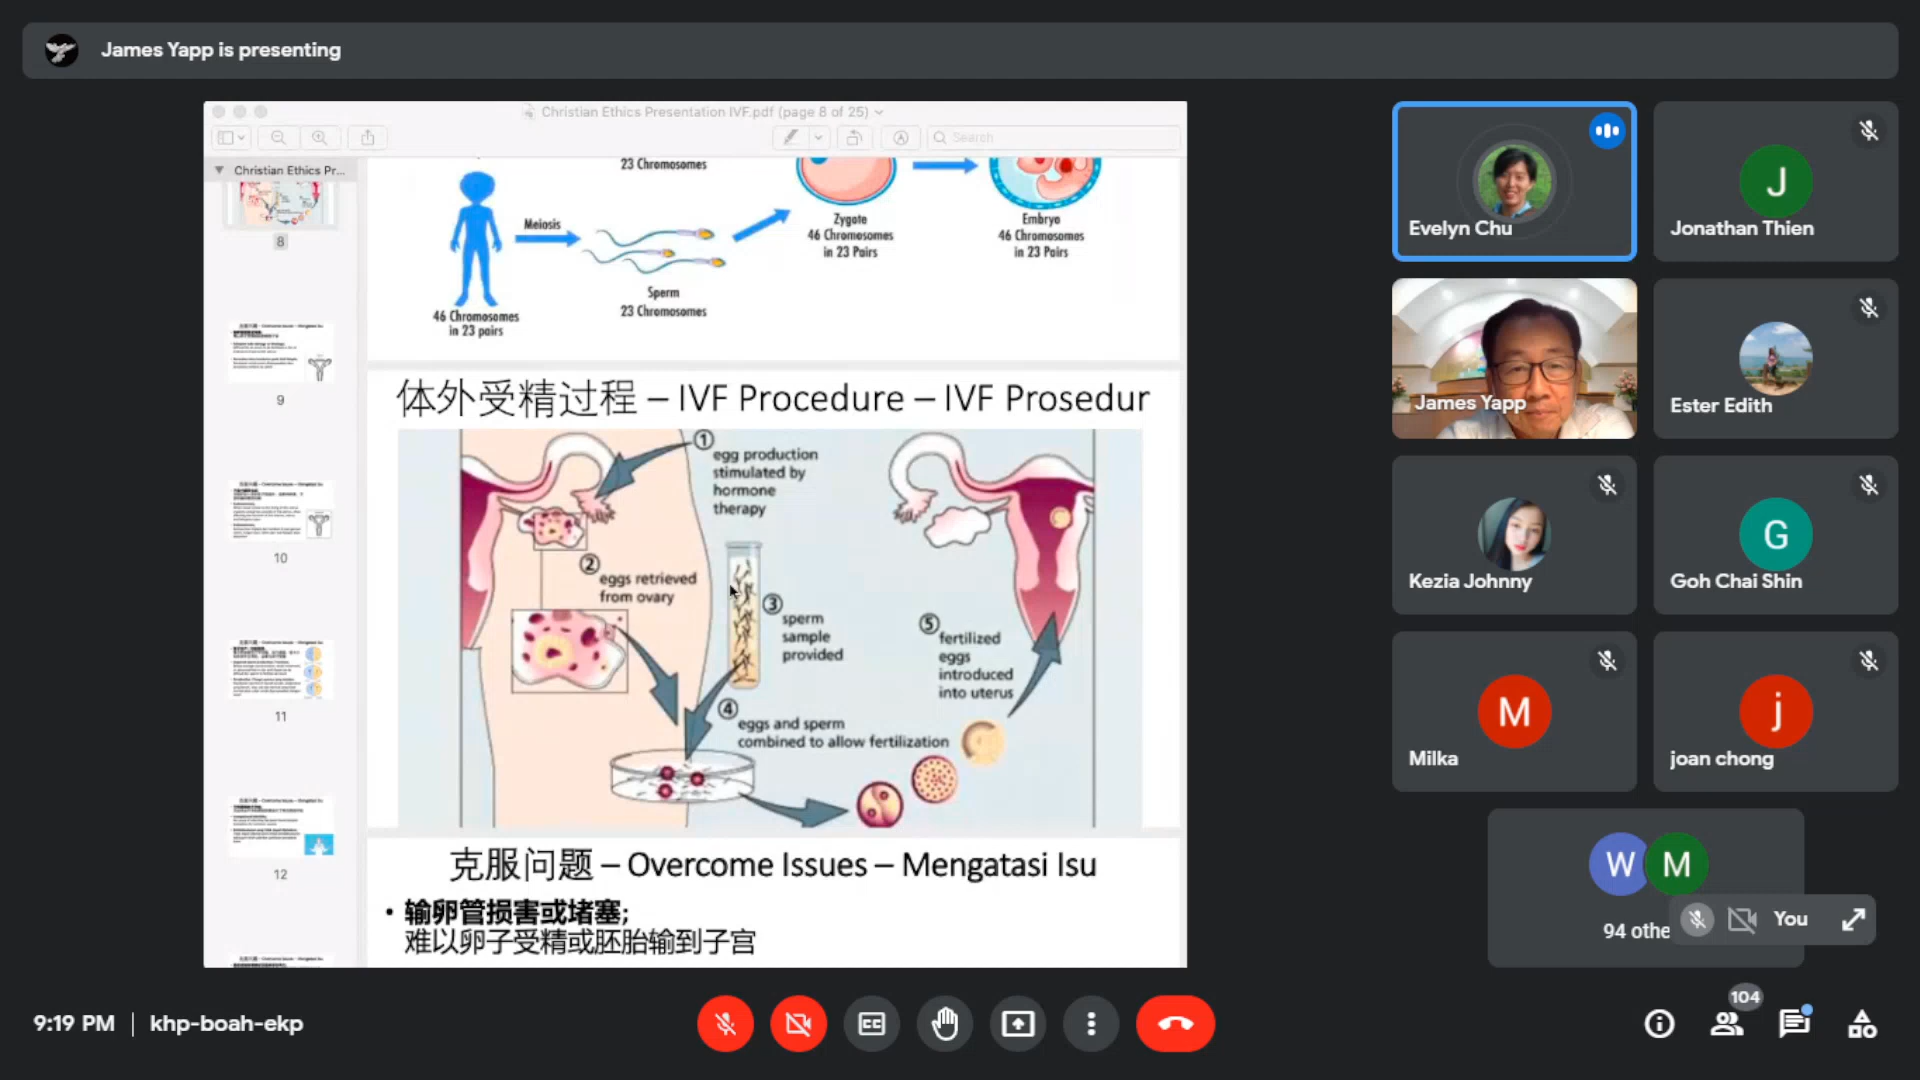 James Yapp is presenting
Christian Ethics Presentation IVF.pdf (page 8 of 25)
Search
Christian Ethics Pr...
8
9
10
11
12
23 Chromosomes
Meiosis
Zygote
46 Chromosomes
in 23 Pairs
Embryo
46 Chromosomes
in 23 Pairs
Sperm
23 Chromosomes
46 Chromosomes
in 23 pairs
体外受精过程 – IVF Procedure – IVF Prosedur
① egg production
stimulated by
hormone
therapy
② eggs retrieved
from ovary
③ sperm
sample
provided
④ eggs and sperm
combined to allow fertilization
⑤ fertilized
eggs
introduced
into uterus
克服问题 – Overcome Issues – Mengatasi Isu
• 输卵管损害或堵塞;
难以卵子受精或胚胎输到子宫
Evelyn Chu
J
Jonathan Thien
James Yapp
Ester Edith
Kezia Johnny
G
Goh Chai Shin
M
Milka
j
joan chong
W M
94 othe
You
9:19 PM | khp-boah-ekp
CC
104